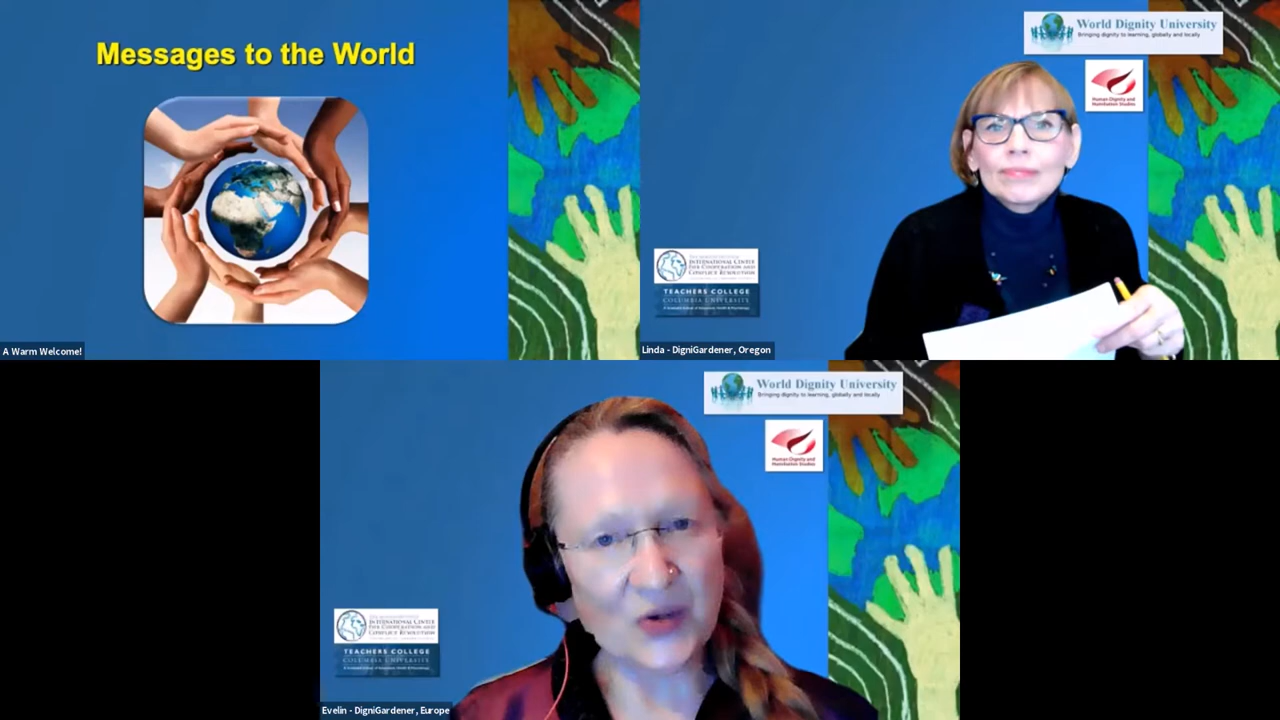 Messages to the World
A Warm Welcome!
World Dignity University
Bringing dignity to learning, globally and locally
Human Dignity and
Humiliation Studies
INTERNATIONAL CENTER
FOR COOPERATION AND
CONFLICT RESOLUTION
TEACHERS COLLEGE
COLUMBIA UNIVERSITY
Linda - DigniGardener, Oregon
World Dignity University
Bringing dignity to learning, globally and locally
Human Dignity and
Humiliation Studies
INTERNATIONAL CENTER
FOR COOPERATION AND
CONFLICT RESOLUTION
TEACHERS COLLEGE
COLUMBIA UNIVERSITY
Evelin - DigniGardener, Europe